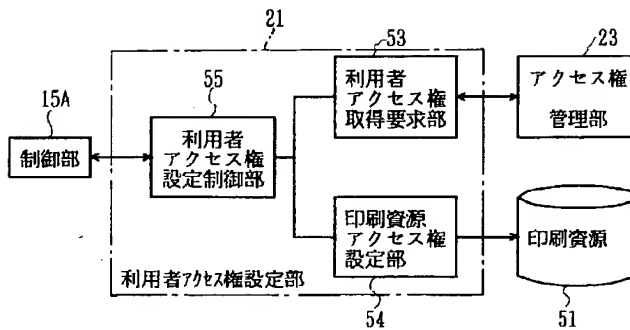 21
53
23
55
15A
利用者
アクセス権
取得要求部
アクセス権
管理部
制御部
利用者
アクセス権
設定制御部
印刷資源
アクセス権
設定部
印刷資源
利用者アクセス権設定部
54
51